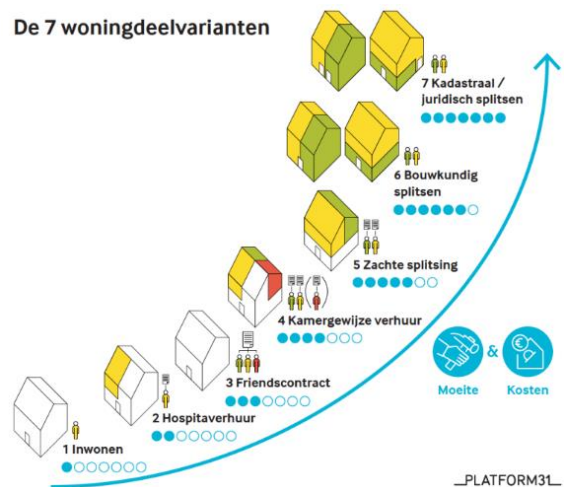 De 7 woningdeelvarianten
7 Kadastraal /
juridisch splitsen
6 Bouwkundig
splitsen
5 Zachte splitsing
4 Kamergewijze verhuur
3 Friendscontract
2 Hospitaverhuur
1 Inwonen
&
€
Moeite
Kosten
_PLATFORM31_